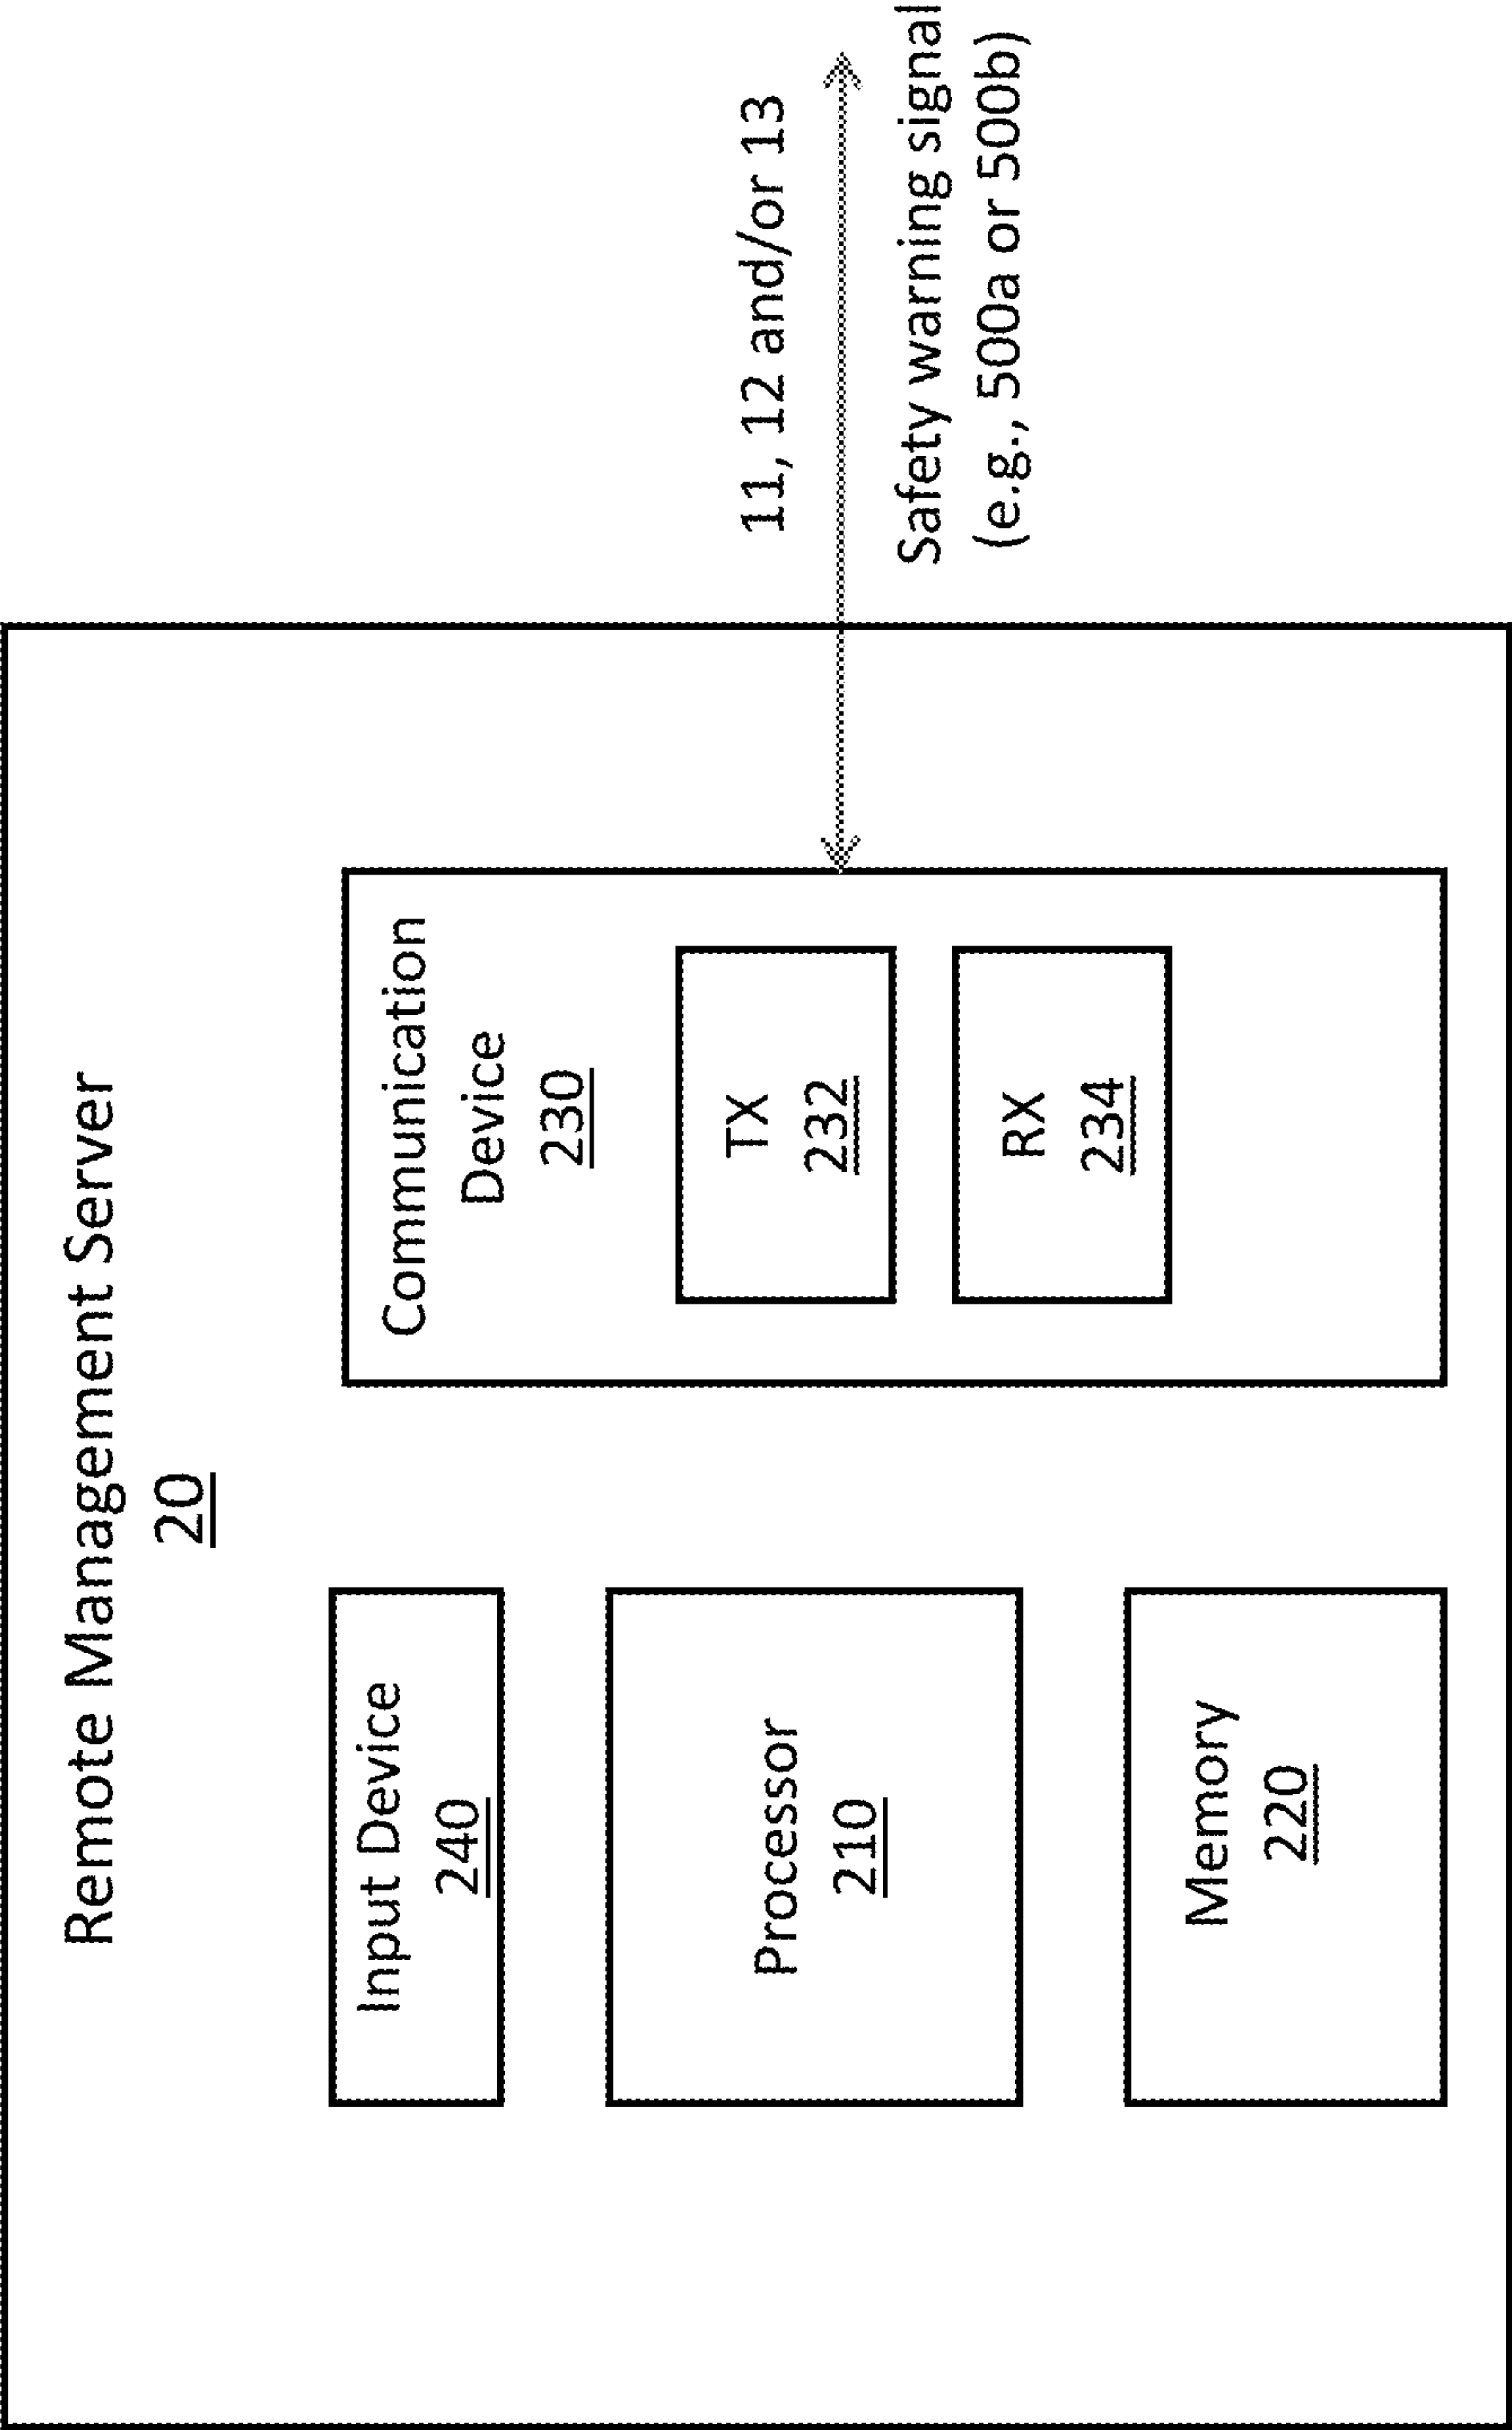 Remote Management Server
20
Input Device
240
Processor
210
Memory
220
Communication
Device
230
TX
232
RX
234
11, 12 and/or 13
Safety warning signal
(e.g., 500a or 500b)